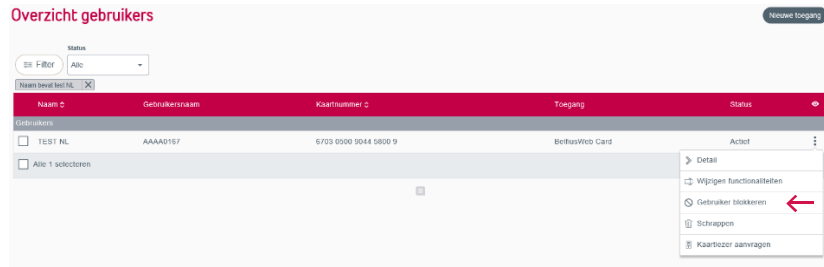 Overzicht gebruikers
Nieuwe toegang
Status
Filter
Alle
Naam bevat test NL X
Naam Gebruikersnaam Kaartnummer Toegang Status
Gebruikers
TEST NL AAAA0167 6703 0500 9044 5800 9 BelfiusWeb Card Actief
Alle 1 selecteren
Detail
Wijzigen functionaliteiten
Gebruiker blokkeren
Schrappen
Kaartlezer aanvragen